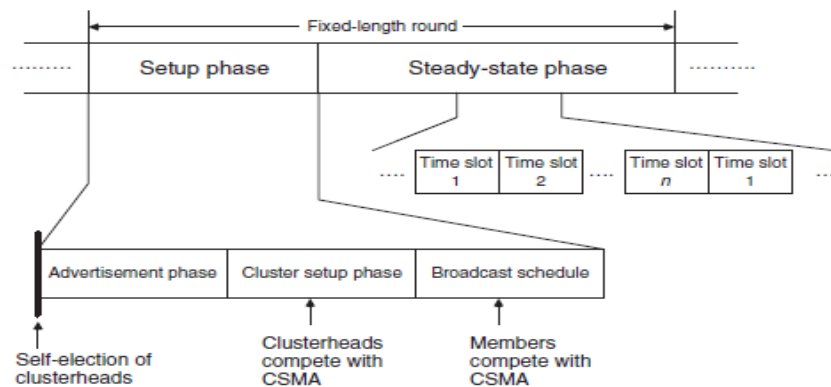 Fixed-length round
Setup phase
Steady-state phase
Time slot
1
Time slot
2
Time slot
n
Time slot
1
Advertisement phase
Cluster setup phase
Broadcast schedule
Self-election of
clusterheads
Clusterheads
compete with
CSMA
Members
compete with
CSMA